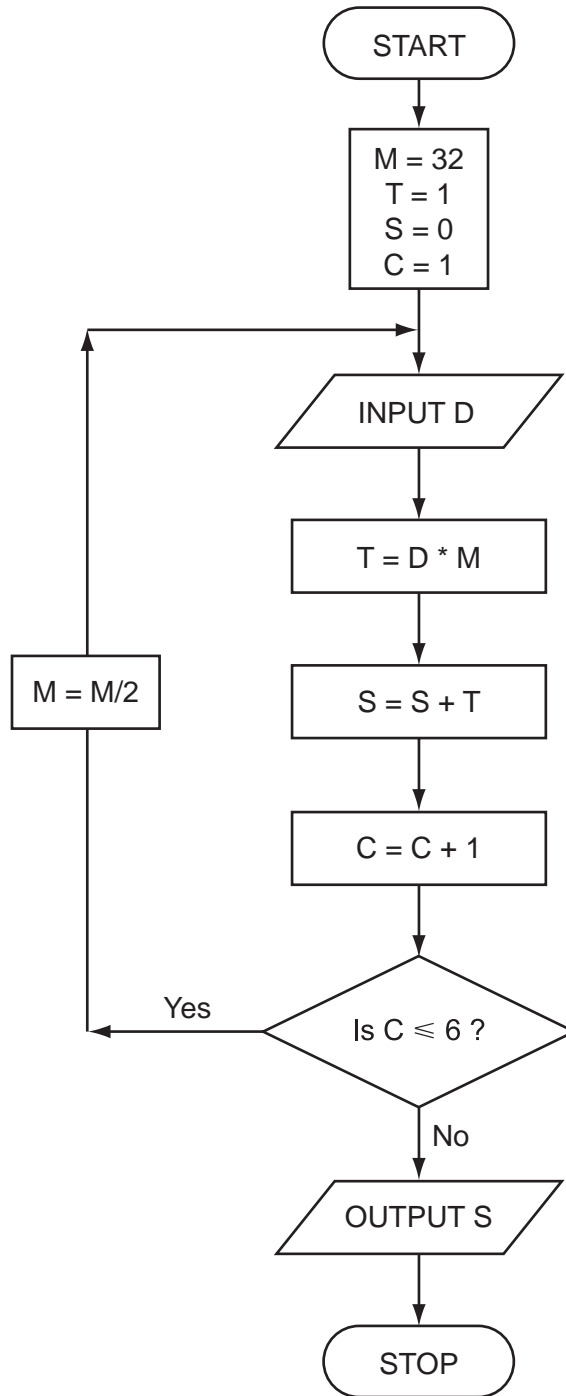 START
M = 32
T = 1
S = 0
C = 1
INPUT D
T = D * M
M = M/2
S = S + T
C = C + 1
Yes
Is C ⩽ 6 ?
No
OUTPUT S
STOP